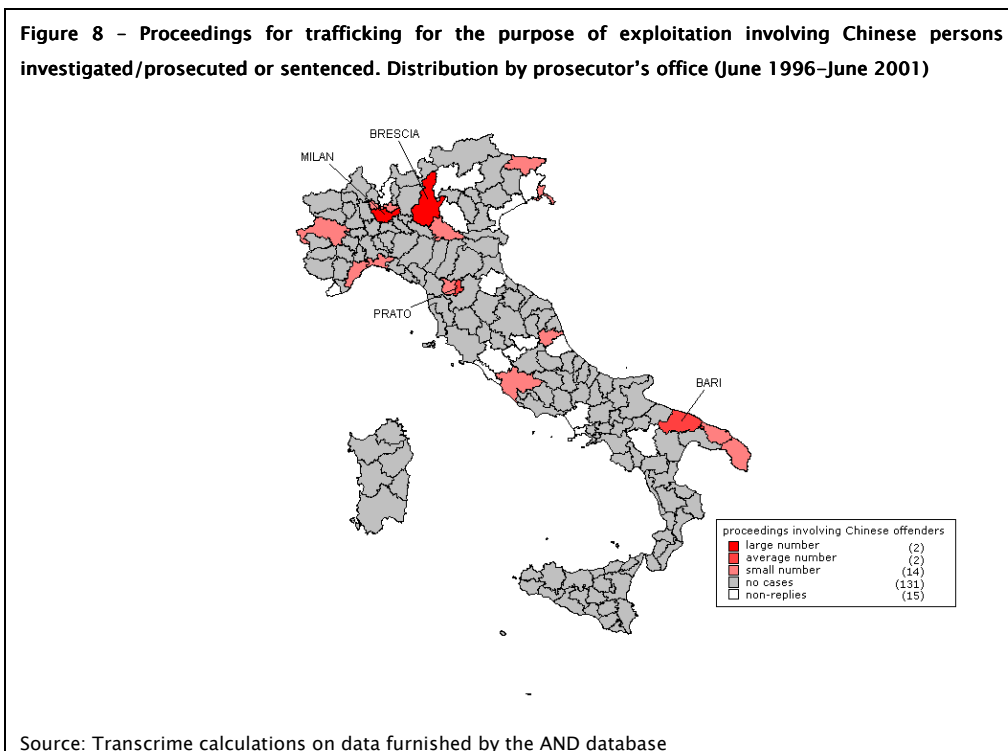 Figure 8 – Proceedings for trafficking for the purpose of exploitation involving Chinese persons
investigated/prosecuted or sentenced. Distribution by prosecutor's office (June 1996–June 2001)
BRESCIA
MILAN
PRATO
BARI
proceedings involving Chinese offenders
large number (2)
average number (2)
small number (14)
no cases (131)
non-replies (15)
Source: Transcrime calculations on data furnished by the AND database